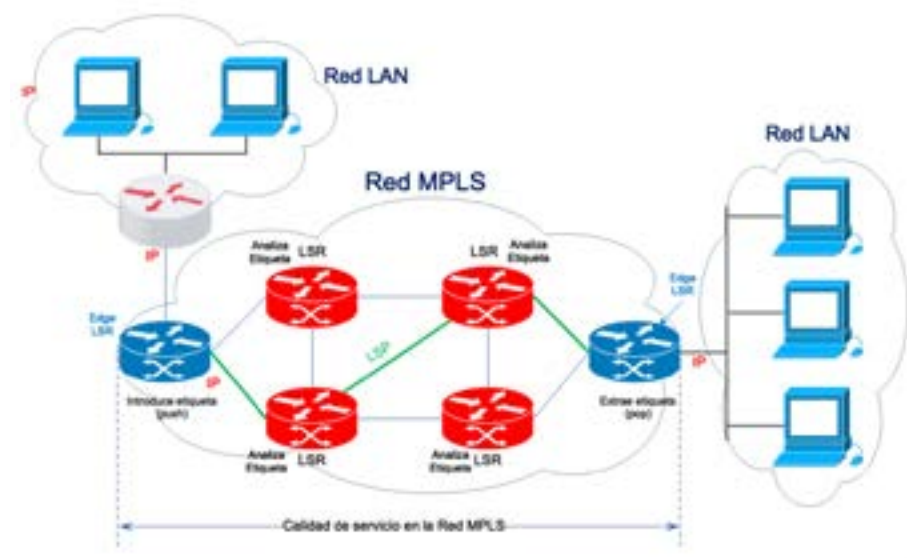 Red LAN
IP
Red LAN
Red MPLS
IP
Analiza
Etiqueta
LSR
LSR
Analiza
Etiqueta
Edge
LSR
Edge
LSR
LSP
IP
IP
Introduce etiqueta
(push)
Extrae etiqueta
(pop)
Analiza
Etiqueta
LSR
Analiza
Etiqueta
LSR
Calidad de servicio en la Red MPLS